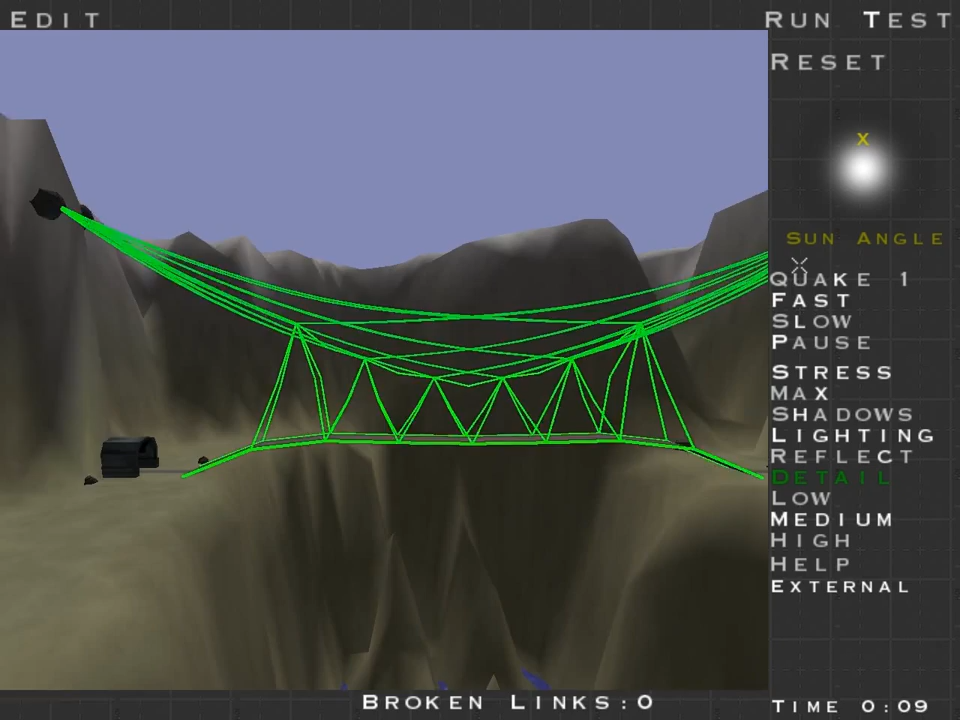 EDIT
RUN TEST
RESET
X
SUN ANGLE
QUAKE 1
FAST
SLOW
PAUSE
STRESS
MAX
SHADOWS
LIGHTING
REFLECT
DETAIL
LOW
MEDIUM
HIGH
HELP
EXTERNAL
BROKEN LINKS:0
TIME 0:09